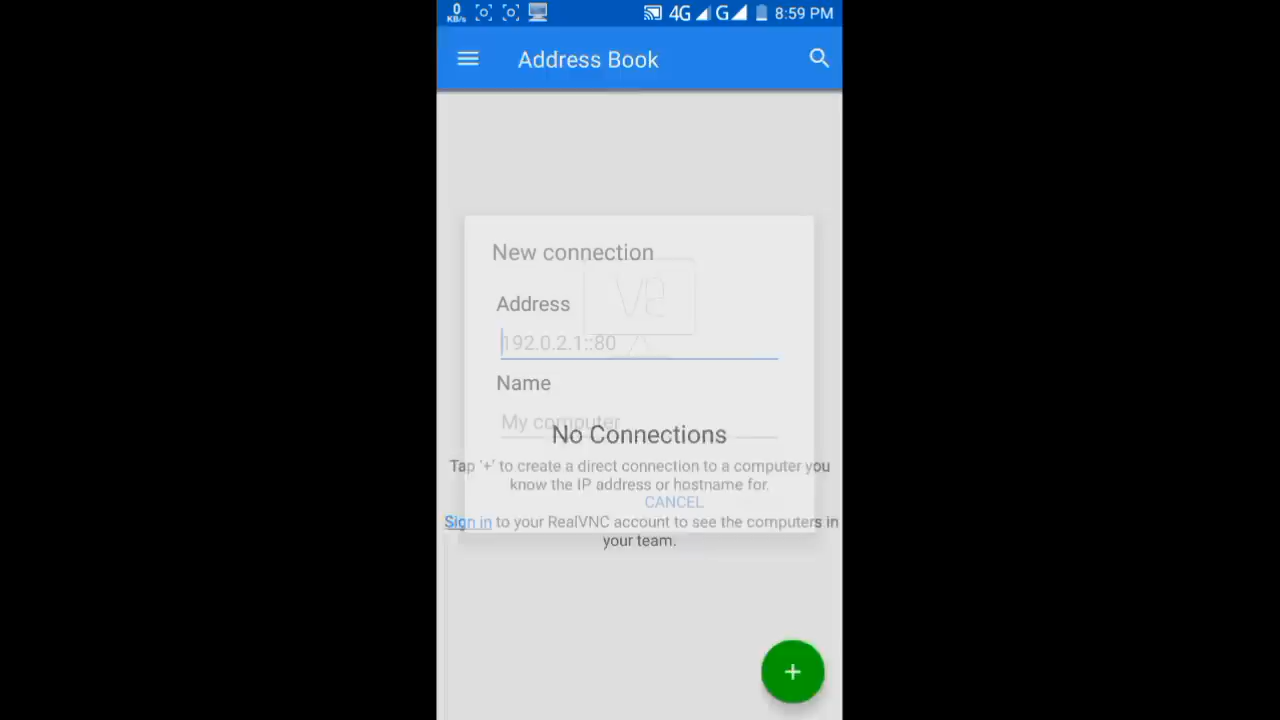 0
KB/s
4G
G
8:59 PM
Address Book
New connection
Address
192.0.2.1::80
Name
My computer
No Connections
Tap '+' to create a direct connection to a computer you
know the IP address or hostname for.
CANCEL
Sign in to your RealVNC account to see the computers in
your team.
+